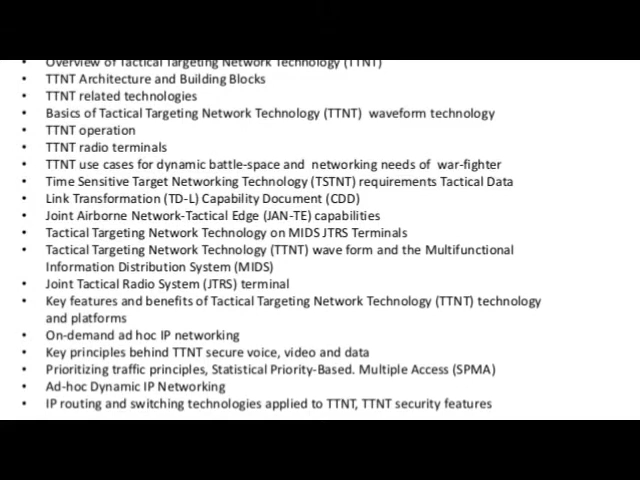 Overview of Tactical Targeting Network Technology (TTNT)
• TTNT Architecture and Building Blocks
• TTNT related technologies
• Basics of Tactical Targeting Network Technology (TTNT) waveform technology
• TTNT operation
• TTNT radio terminals
• TTNT use cases for dynamic battle-space and networking needs of war-fighter
• Time Sensitive Target Networking Technology (TSTNT) requirements Tactical Data
• Link Transformation (TD-L) Capability Document (CDD)
• Joint Airborne Network-Tactical Edge (JAN-TE) capabilities
• Tactical Targeting Network Technology on MIDS JTRS Terminals
• Tactical Targeting Network Technology (TTNT) wave form and the Multifunctional
Information Distribution System (MIDS)
• Joint Tactical Radio System (JTRS) terminal
• Key features and benefits of Tactical Targeting Network Technology (TTNT) technology
and platforms
• On-demand ad hoc IP networking
• Key principles behind TTNT secure voice, video and data
• Prioritizing traffic principles, Statistical Priority-Based. Multiple Access (SPMA)
• Ad-hoc Dynamic IP Networking
• IP routing and switching technologies applied to TTNT, TTNT security features